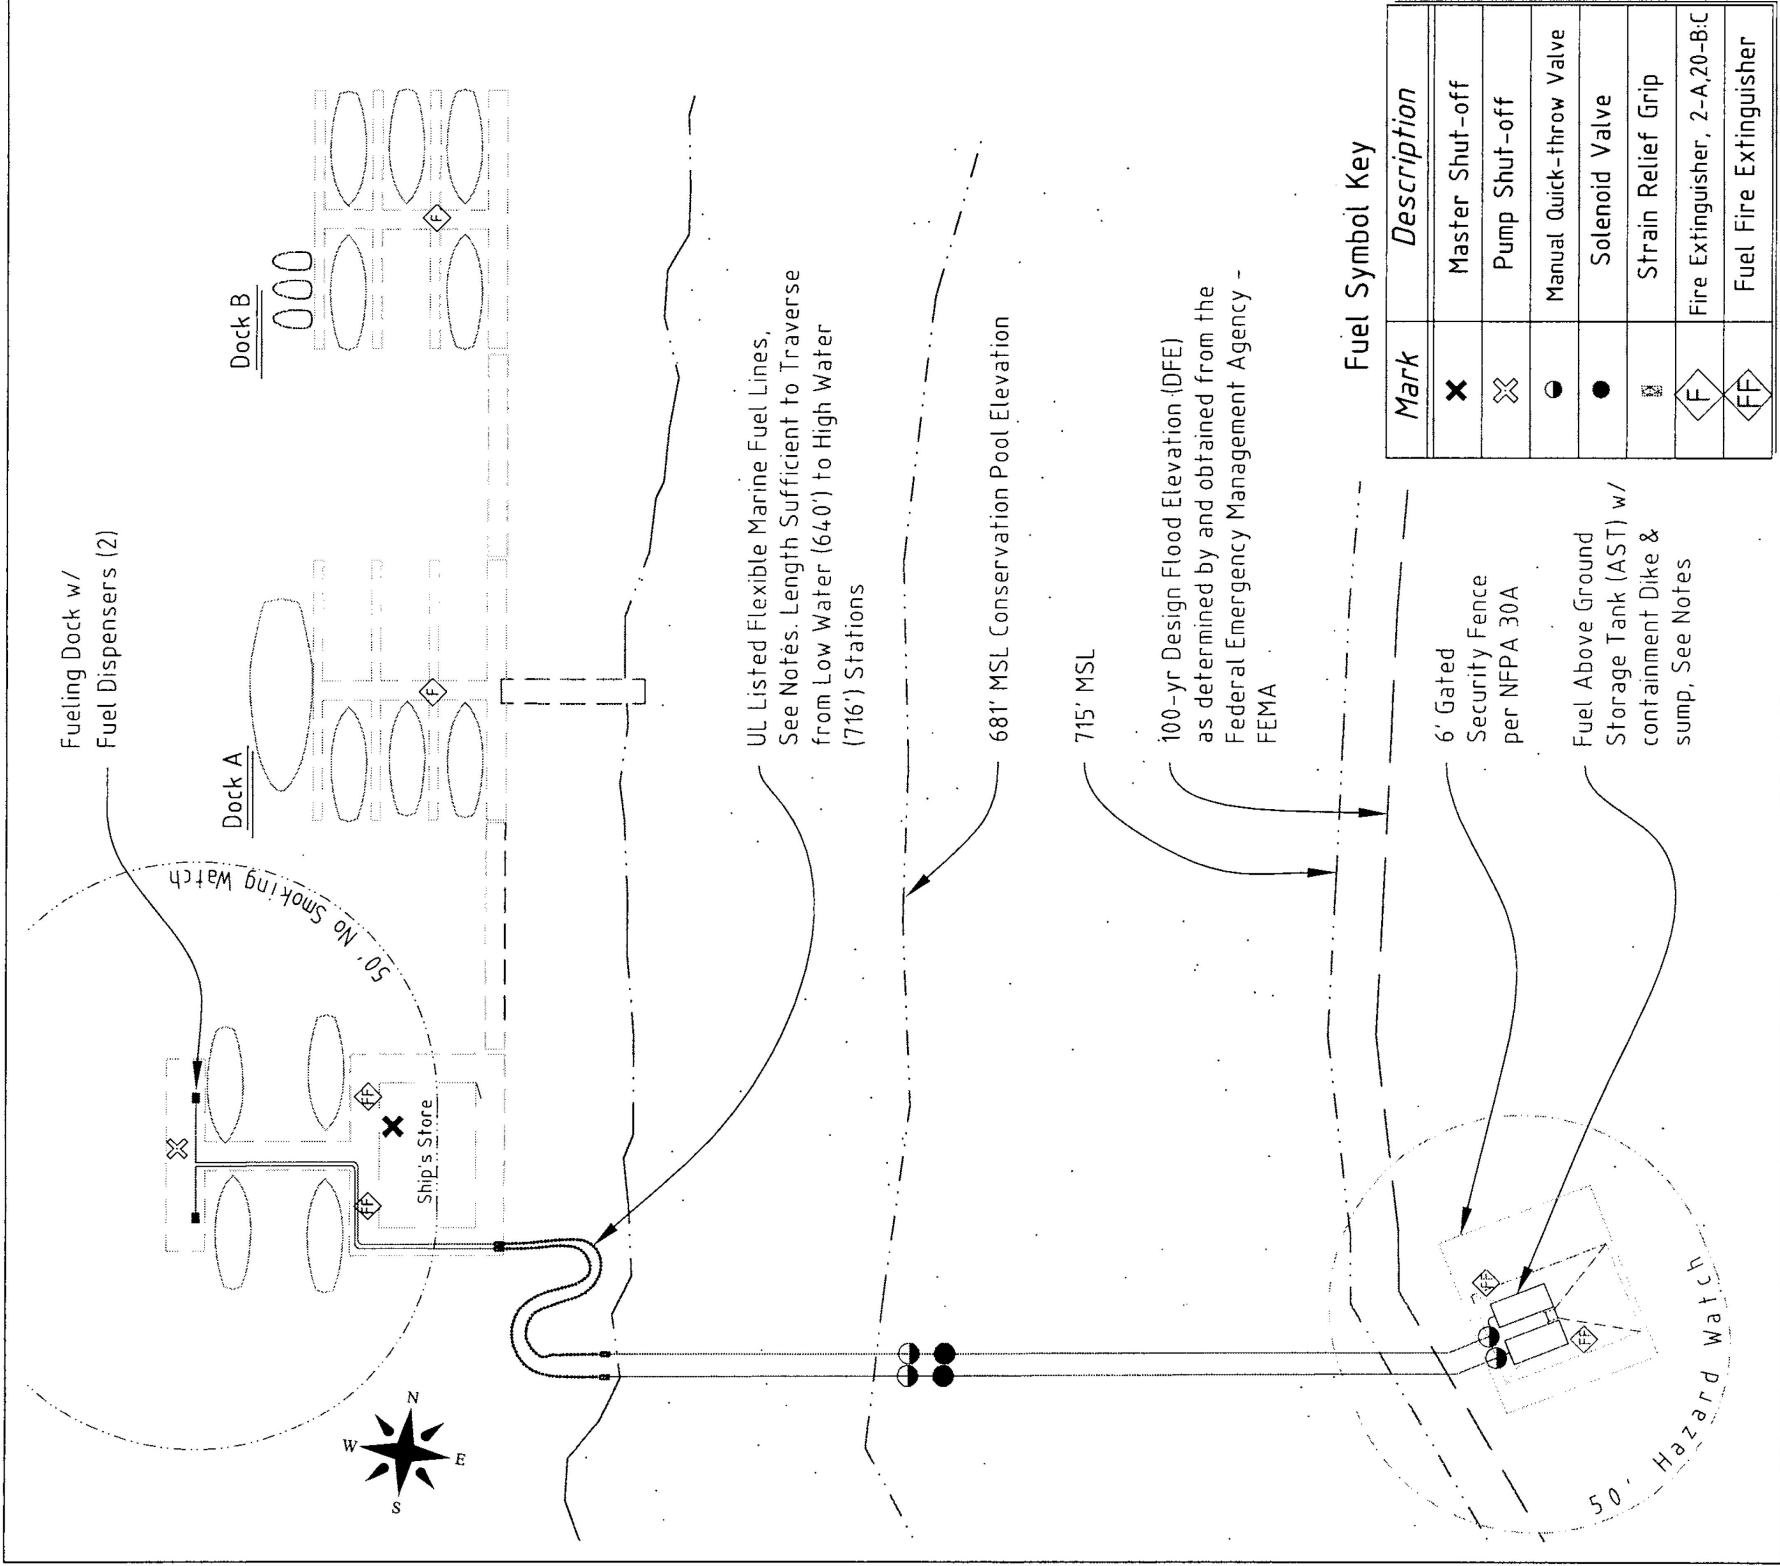 Fueling Dock w/
Fuel Dispensers (2)
Dock A
Dock B
50' No Smoking Watch
FF
FF
Ship's Store
F
F
UL Listed Flexible Marine Fuel Lines,
See Notes. Length Sufficient to Traverse
from Low Water (640') to High Water
(716') Stations
681' MSL Conservation Pool Elevation
715' MSL
100-yr Design Flood Elevation (DFE)
as determined by and obtained from the
Federal Emergency Management Agency -
FEMA
6' Gated
Security Fence
per NFPA 30A
Fuel Above Ground
Storage Tank (AST) w/
containment Dike &
sump, See Notes
N
W
E
S
FF
FF
50' Hazard Watch
Fuel Symbol Key
Mark Description
Master Shut-off
Pump Shut-off
Manual Quick-throw Valve
Solenoid Valve
Strain Relief Grip
F Fire Extinguisher, 2-A,20-B:C
FF Fuel Fire Extinguisher